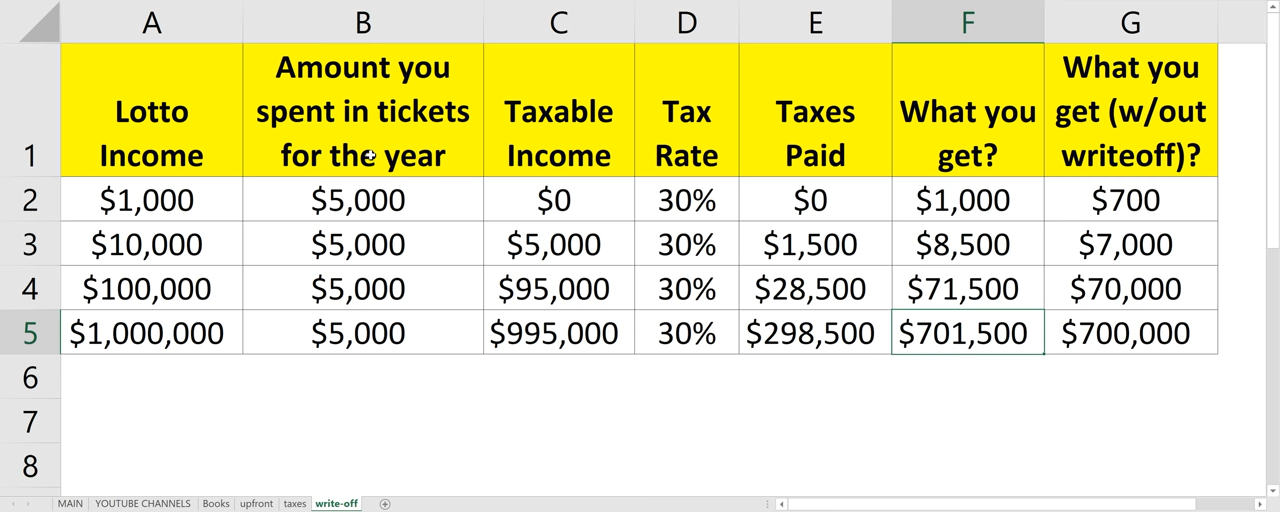 A B C D E F G
1 Lotto Income Amount you spent in tickets for the year Taxable Income Tax Rate Taxes Paid What you get? What you get (w/out writeoff)?
2 $1,000 $5,000 $0 30% $0 $1,000 $700
3 $10,000 $5,000 $5,000 30% $1,500 $8,500 $7,000
4 $100,000 $5,000 $95,000 30% $28,500 $71,500 $70,000
5 $1,000,000 $5,000 $995,000 30% $298,500 $701,500 $700,000
6
7
8
MAIN YOUTUBE CHANNELS Books upfront taxes write-off